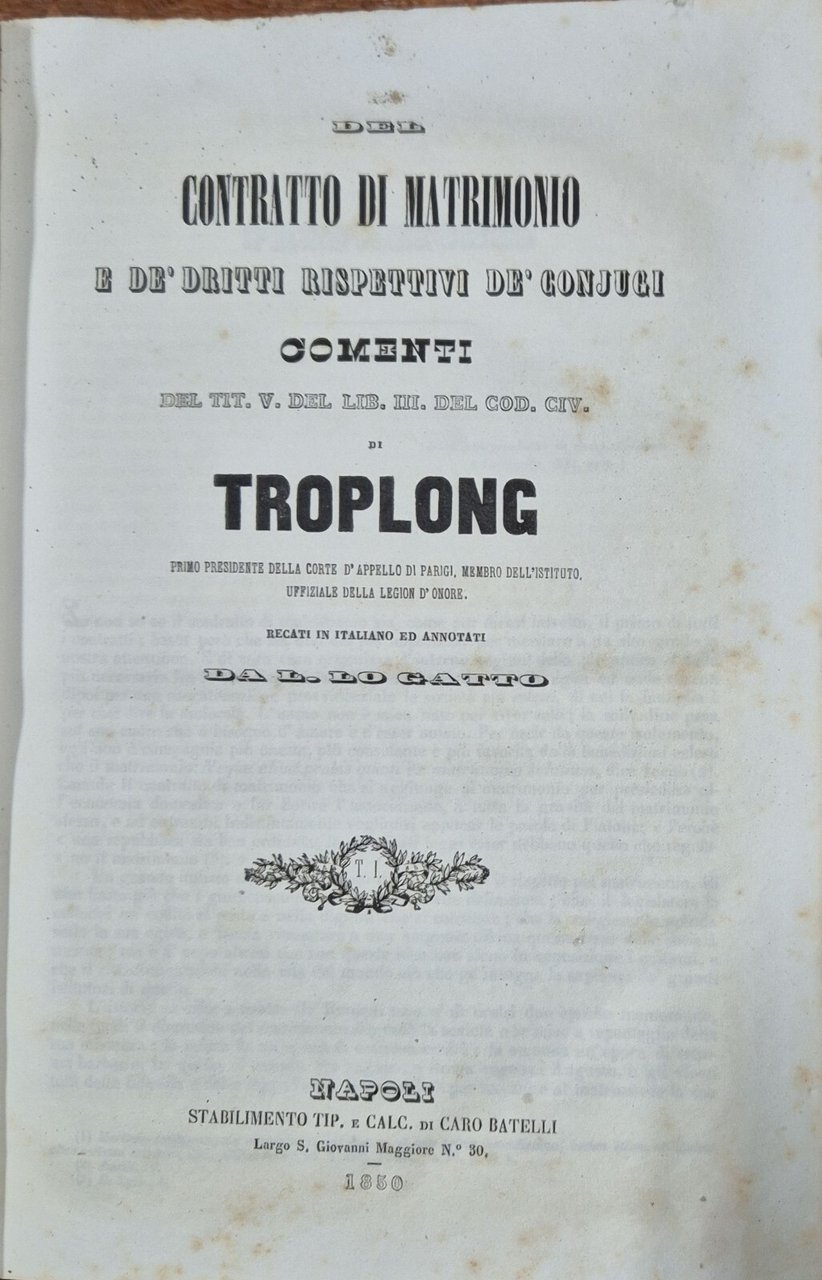 DEL
CONTRATTO DI MATRIMONIO
E DE' DRITTI RISPETTIVI DE' CONJUGI
COMENTI
DEL TIT. V. DEL LIB. III. DEL COD. CIV.
DI
TROPLONG
PRIMO PRESIDENTE DELLA CORTE D' APPELLO DI PARIGI, MEMBRO DELL'ISTITUTO,
UFFIZIALE DELLA LEGION D' ONORE.
RECATI IN ITALIANO ED ANNOTATI
DA L. LO GATTO
T. I.
NAPOLI
STABILIMENTO TIP. E CALC. DI CARO BATELLI
Largo S. Giovanni Maggiore N.° 30.
1850